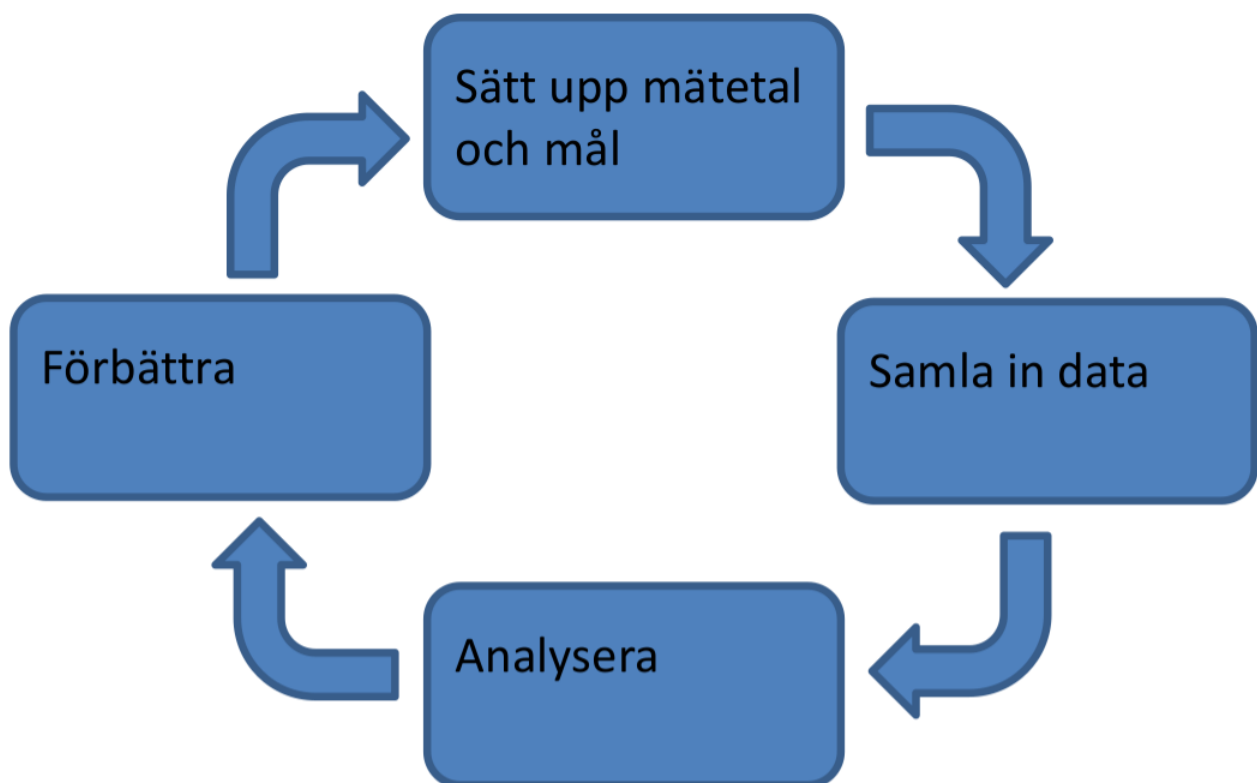 Sätt upp mätetal
och mål
Samla in data
Analysera
Förbättra